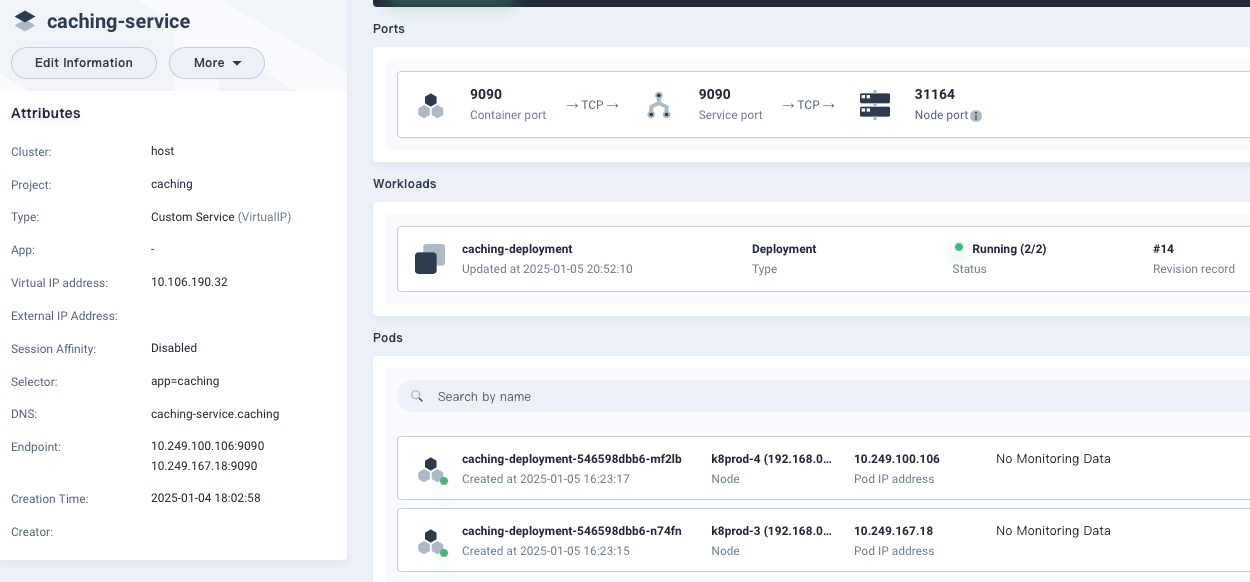 caching-service
Edit Information
More
Attributes
Cluster: host
Project: caching
Type: Custom Service (VirtualIP)
App: -
Virtual IP address: 10.106.190.32
External IP Address:
Session Affinity: Disabled
Selector: app=caching
DNS: caching-service.caching
Endpoint: 10.249.100.106:9090
10.249.167.18:9090
Creation Time: 2025-01-04 18:02:58
Creator:
Ports
9090 → TCP → 9090 → TCP → 31164
Container port Service port Node port
Workloads
caching-deployment Deployment Running (2/2) #14
Updated at 2025-01-05 20:52:10 Type Status Revision record
Pods
Search by name
caching-deployment-546598dbb6-mf2lb k8prod-4 (192.168.0... 10.249.100.106 No Monitoring Data
Created at 2025-01-05 16:23:17 Node Pod IP address
caching-deployment-546598dbb6-n74fn k8prod-3 (192.168.0... 10.249.167.18 No Monitoring Data
Created at 2025-01-05 16:23:15 Node Pod IP address